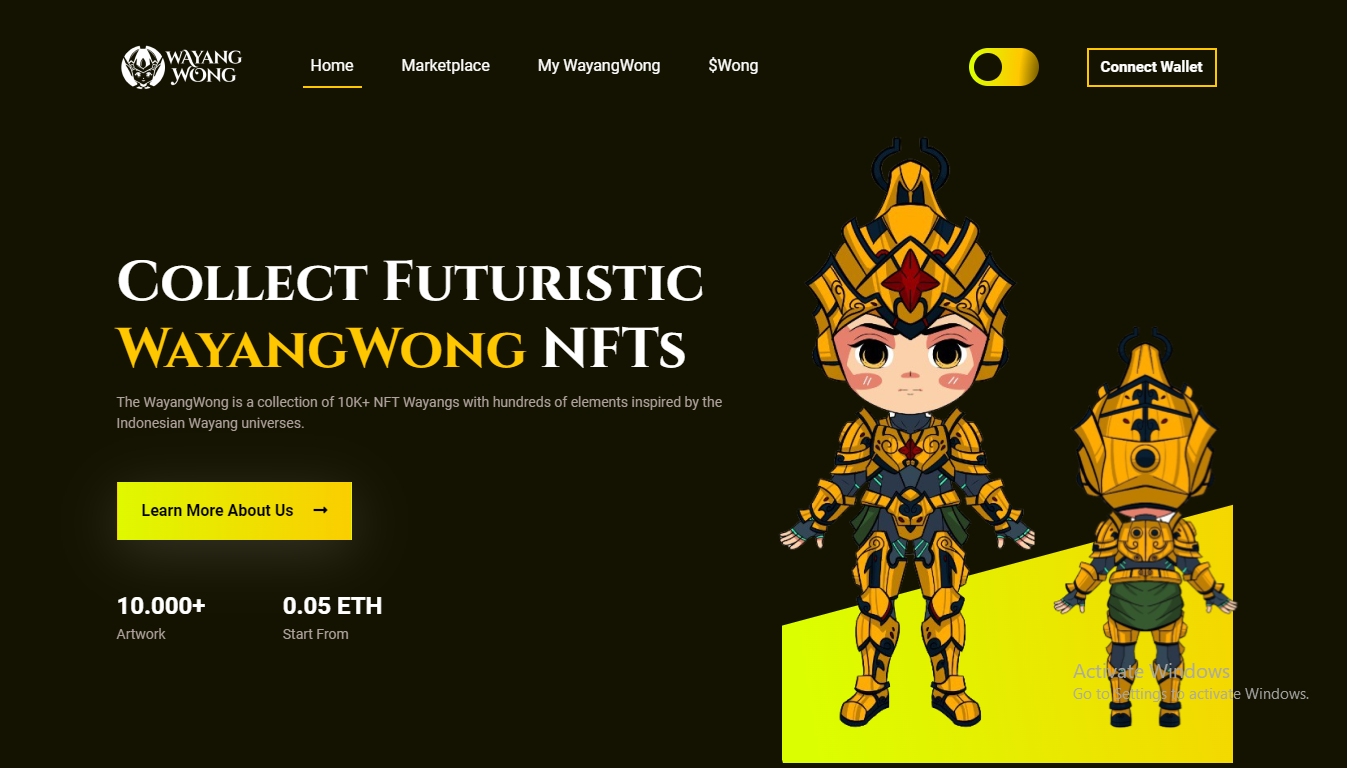 WAYANG
WONG
Home
Marketplace
My WayangWong
$Wong
Connect Wallet
Collect Futuristic
WayangWong NFTs
The WayangWong is a collection of 10K+ NFT Wayangs with hundreds of elements inspired by the
Indonesian Wayang universes.
Learn More About Us
10.000+
0.05 ETH
Artwork
Start From
Activate Windows
Go to Settings to activate Windows.